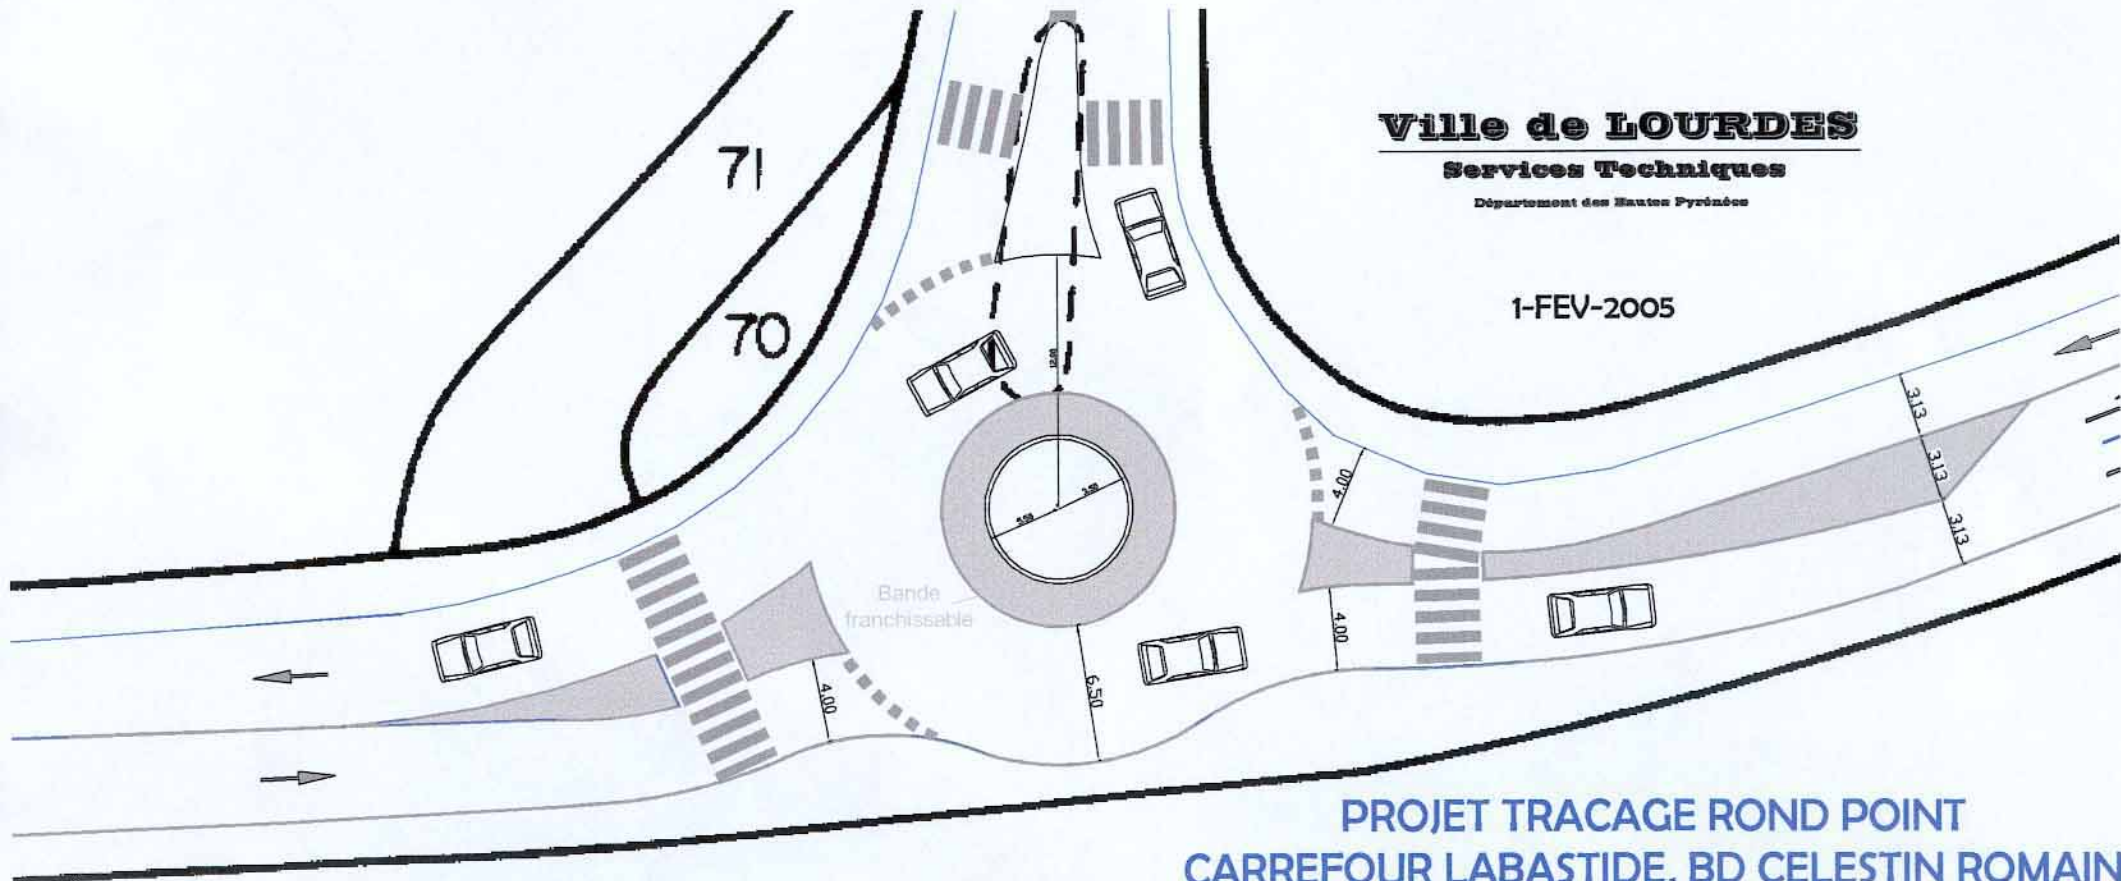 Ville de LOURDES
Services Techniques
Département des Hautes Pyrénées
1-FEV-2005
71
70
12.00
3.50
Bande
franchissable
4.00
4.00
4.00
6.50
3.13
3.13
3.13
PROJET TRACAGE ROND POINT
CARREFOUR LABASTIDE, BD CELESTIN ROMAIN